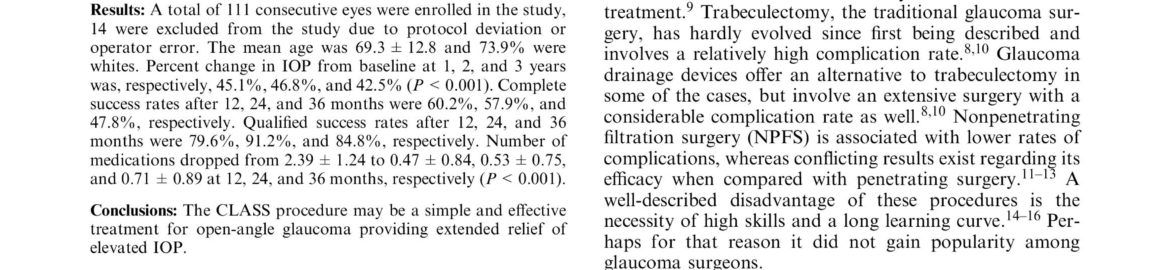 Results: A total of 111 consecutive eyes were enrolled in the study,
14 were excluded from the study due to protocol deviation or
operator error. The mean age was 69.3 ± 12.8 and 73.9% were
whites. Percent change in IOP from baseline at 1, 2, and 3 years
was, respectively, 45.1%, 46.8%, and 42.5% (P < 0.001). Complete
success rates after 12, 24, and 36 months were 60.2%, 57.9%, and
47.8%, respectively. Qualified success rates after 12, 24, and 36
months were 79.6%, 91.2%, and 84.8%, respectively. Number of
medications dropped from 2.39 ± 1.24 to 0.47 ± 0.84, 0.53 ± 0.75,
and 0.71 ± 0.89 at 12, 24, and 36 months, respectively (P < 0.001).
Conclusions: The CLASS procedure may be a simple and effective
treatment for open-angle glaucoma providing extended relief of
elevated IOP.
treatment.9 Trabeculectomy, the traditional glaucoma sur-
gery, has hardly evolved since first being described and
involves a relatively high complication rate.8,10 Glaucoma
drainage devices offer an alternative to trabeculectomy in
some of the cases, but involve an extensive surgery with a
considerable complication rate as well.8,10 Nonpenetrating
filtration surgery (NPFS) is associated with lower rates of
complications, whereas conflicting results exist regarding its
efficacy when compared with penetrating surgery.11–13 A
well-described disadvantage of these procedures is the
necessity of high skills and a long learning curve.14–16 Per-
haps for that reason it did not gain popularity among
glaucoma surgeons.